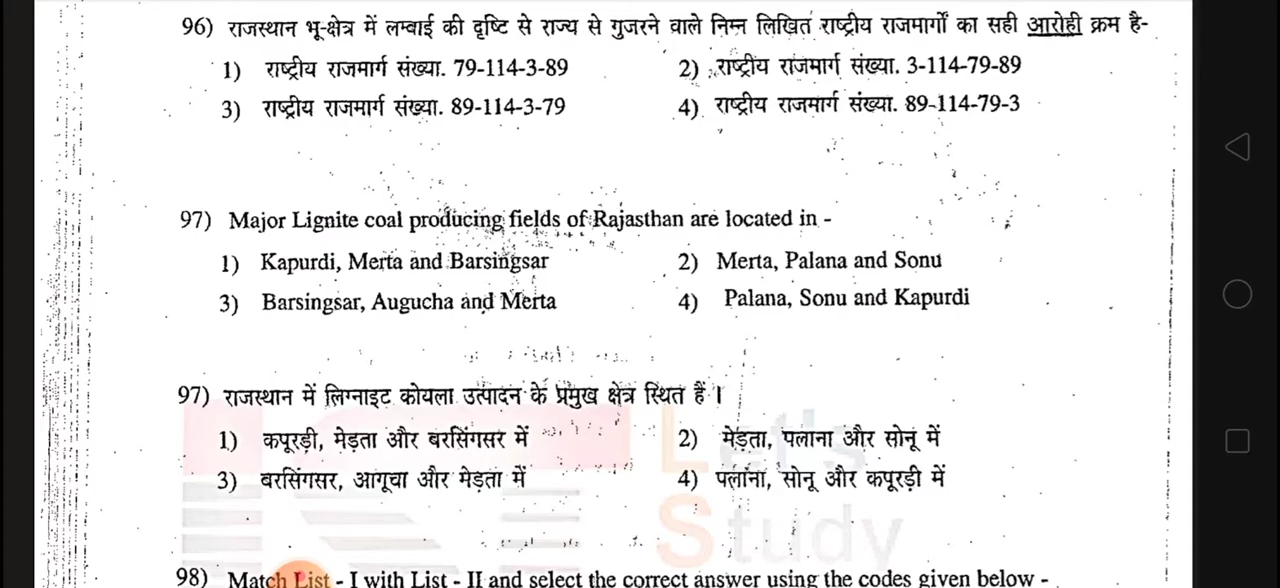 96) राजस्थान भू-क्षेत्र में लम्बाई की दृष्टि से राज्य से गुजरने वाले निम्न लिखित राष्ट्रीय राजमार्गों का सही आरोही क्रम है-
1) राष्ट्रीय राजमार्ग संख्या. 79-114-3-89 2) राष्ट्रीय राजमार्ग संख्या. 3-114-79-89
3) राष्ट्रीय राजमार्ग संख्या. 89-114-3-79 4) राष्ट्रीय राजमार्ग संख्या. 89-114-79-3
97) Major Lignite coal producing fields of Rajasthan are located in -
1) Kapurdi, Merta and Barsingsar 2) Merta, Palana and Sonu
3) Barsingsar, Augucha and Merta 4) Palana, Sonu and Kapurdi
97) राजस्थान में लिग्नाइट कोयला उत्पादन के प्रमुख क्षेत्र स्थित हैं ।
1) कपूरड़ी, मेड़ता और बरसिंगसर में 2) मेड़ता, पलाना और सोनू में
3) बरसिंगसर, आगूचा और मेड़ता में 4) पलाना, सोनू और कपूरड़ी में
Let's
Study
98) Match List - I with List - II and select the correct answer using the codes given below -